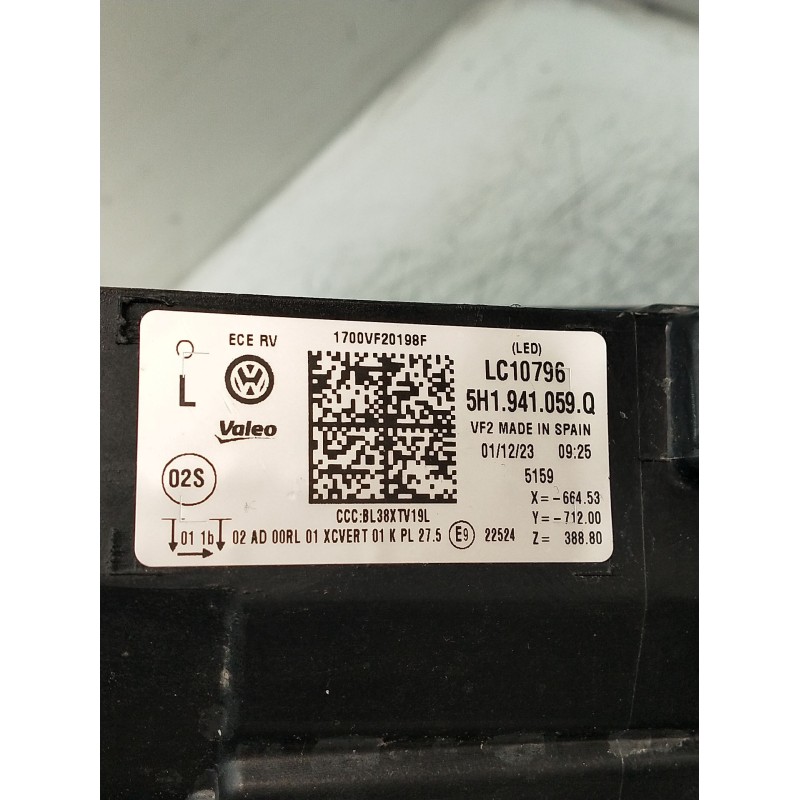 ECE RV
1700VF20198F
(LED)
L
LC10796
5H1.941.059.Q
Valeo
VF2 MADE IN SPAIN
01/12/23 09:25
02S
5159
X=-664.53
CCC:BL38XTV19L
Y=-712.00
01 1b 02 AD 00RL 01 XCVERT 01 K PL 27.5 E9 22524 Z= 388.80